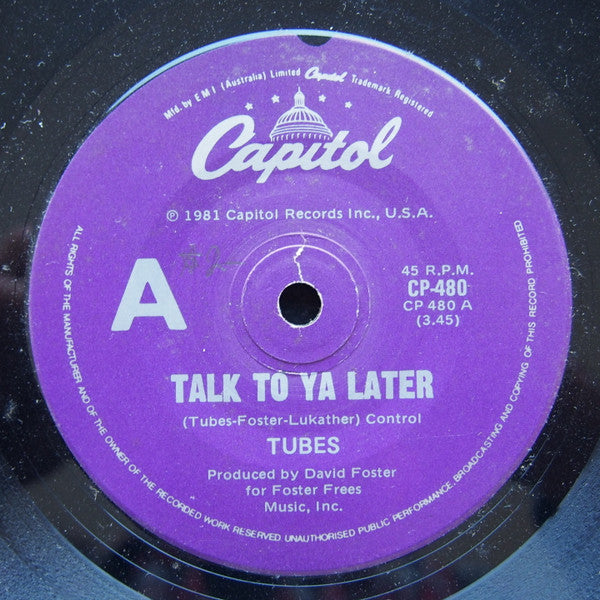 Mfd. by E M I (Australia) Limited Capitol Trademark Registered
Capitol
℗ 1981 Capitol Records Inc., U.S.A.
A
45 R.P.M.
CP-480
CP 480 A
(3.45)
TALK TO YA LATER
(Tubes-Foster-Lukather) Control
TUBES
Produced by David Foster
for Foster Frees
Music, Inc.
ALL RIGHTS OF THE MANUFACTURER AND OF THE OWNER OF THE RECORDED WORK RESERVED UNAUTHORISED PUBLIC PERFORMANCE, BROADCASTING AND COPYING OF THIS RECORD PROHIBITED